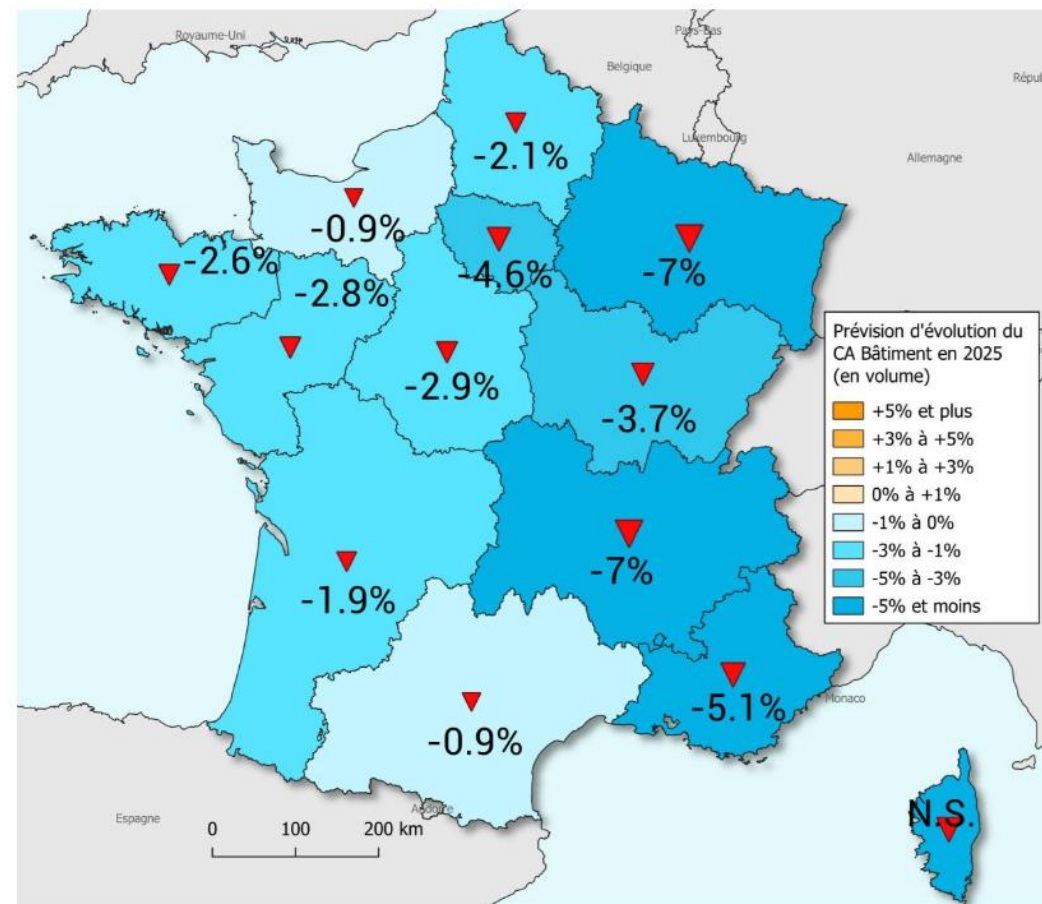 Royaume-Uni
Pays-Bas
Belgique
Répu
Luxembourg
Allemagne
-2.1%
-0.9%
-2.6%
-4.6%
-7%
-2.8%
-2.9%
-3.7%
Prévision d'évolution du
CA Bâtiment en 2025
(en volume)
+5% et plus
+3% à +5%
+1% à +3%
0% à +1%
-1% à 0%
-3% à -1%
-5% à -3%
-5% et moins
-7%
-1.9%
-5.1%
Monaco
-0.9%
Andorre
Espagne
0 100 200 km
N.S.